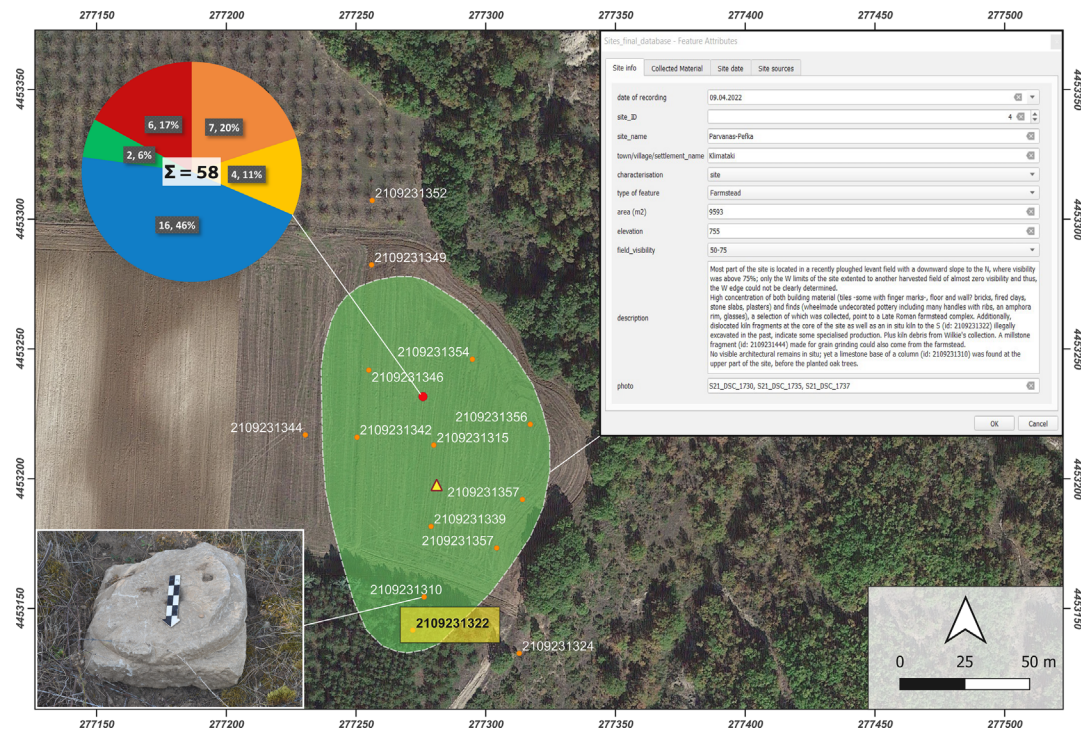 277150 277200 277250 277300 277350 277400 277450 277500
4453350
4453300
4453250
4453200
4453150
6, 17%
7, 20%
2, 6%
Σ = 58
4, 11%
16, 46%
2109231352
2109231349
2109231354
2109231346
2109231356
2109231344
2109231342
2109231315
2109231357
2109231339
2109231357
2109231310
2109231322
2109231324
Sites_final_database - Feature Attributes
Site info Collected Material Site date Site sources
date of recording 09.04.2022
site_ID 4
site_name Parvanas-Pefka
town/village/settlement_name Klimataki
characterisation site
type of feature Farmstead
area (m2) 9593
elevation 755
field_visibility 50-75
description
Most part of the site is located in a recently ploughed levant field with a downward slope to the N, where visibility
was above 75%; only the W limits of the site extented to another harvested field of almost zero visibility and thus,
the W edge could not be clearly determined.
High concentration of both building material (tiles -some with finger marks-, floor and wall? bricks, fired clays,
stone slabs, plasters) and finds (wheelmade undecorated pottery including many handles with ribs, an amphora
rim, glasses), a selection of which was collected, point to a Late Roman farmstead complex. Additionally,
dislocated kiln fragments at the core of the site as well as an in situ kiln to the S (id: 2109231322) illegally
excavated in the past, indicate some specialised production. Plus kiln debris from Wilkie's collection. A millstone
fragment (id: 2109231444) made for grain grinding could also come from the farmstead.
No visible architectural remains in situ; yet a limestone base of a column (id: 2109231310) was found at the
upper part of the site, before the planted oak trees.
photo S21_DSC_1730, S21_DSC_1735, S21_DSC_1737
OK Cancel
0 25 50 m
4453350
4453300
4453250
4453200
4453150
277150 277200 277250 277300 277350 277400 277450 277500